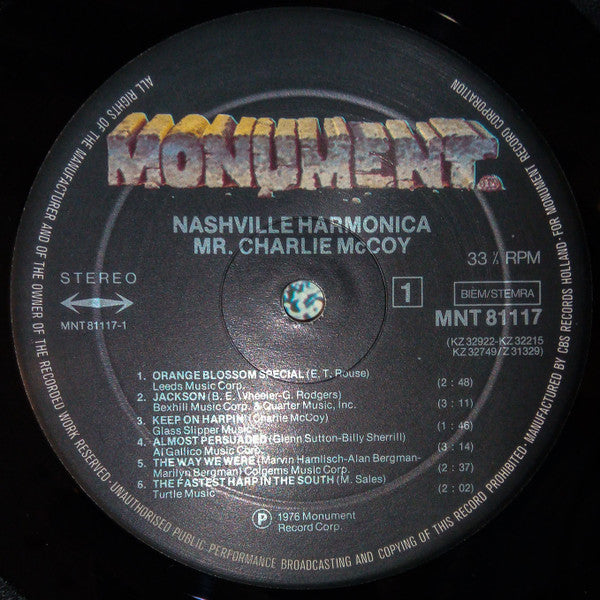 ALL RIGHTS OF THE MANUFACTURER AND OF THE OWNER OF THE RECORDED WORK RESERVED · UNAUTHORISED PUBLIC PERFORMANCE BROADCASTING AND COPYING OF THIS RECORD PROHIBITED · MANUFACTURED BY CBS RECORDS HOLLAND · FOR MONUMENT RECORD CORPORATION
MONUMENT
NASHVILLE HARMONICA
MR. CHARLIE McCOY
STEREO
MNT 81117-1
1
33 ⅓ RPM
BIEM/STEMRA
MNT 81117
(KZ 32922-KZ 32215
KZ 32749/Z 31329)
1. ORANGE BLOSSOM SPECIAL (E. T. Rouse)
Leeds Music Corp. (2 : 48)
2. JACKSON (B. E. Wheeler-G. Rodgers)
Bexhill Music Corp. & Quarter Music, Inc. (3 : 11)
3. KEEP ON HARPIN' (Charlie McCoy)
Glass Slipper Music (1 : 46)
4. ALMOST PERSUADED (Glenn Sutton-Billy Sherrill)
Al Gallico Music Corp. (3 : 14)
5. THE WAY WE WERE (Marvin Hamlisch-Alan Bergman-
Marilyn Bergman) Colgems Music Corp. (2 : 37)
6. THE FASTEST HARP IN THE SOUTH (M. Sales)
Turtle Music (2 : 02)
℗ 1976 Monument
Record Corp.